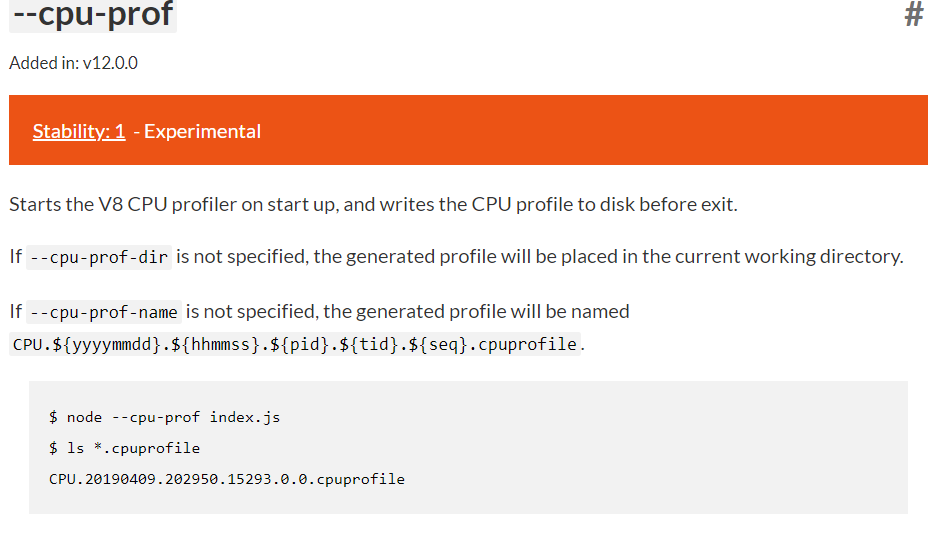 --cpu-prof #
Added in: v12.0.0
Stability: 1 - Experimental
Starts the V8 CPU profiler on start up, and writes the CPU profile to disk before exit.
If --cpu-prof-dir is not specified, the generated profile will be placed in the current working directory.
If --cpu-prof-name is not specified, the generated profile will be named
CPU.${yyyymmdd}.${hhmmss}.${pid}.${tid}.${seq}.cpuprofile.
$ node --cpu-prof index.js
$ ls *.cpuprofile
CPU.20190409.202950.15293.0.0.cpuprofile